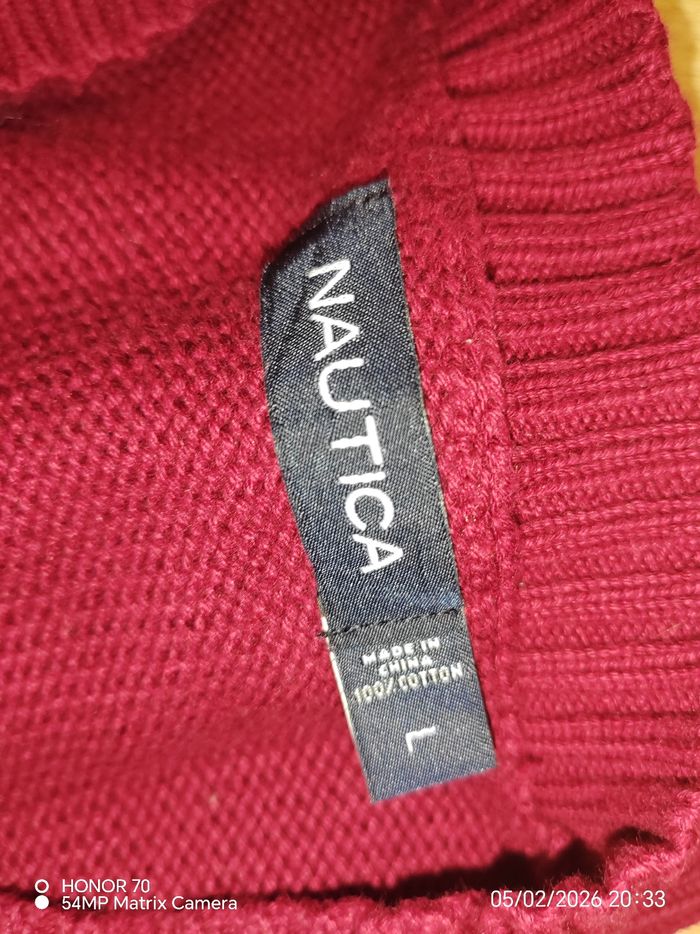 NAUTICA
MADE IN
CHINA
100% COTTON
L
HONOR 70
54MP Matrix Camera
05/02/2026 20:33